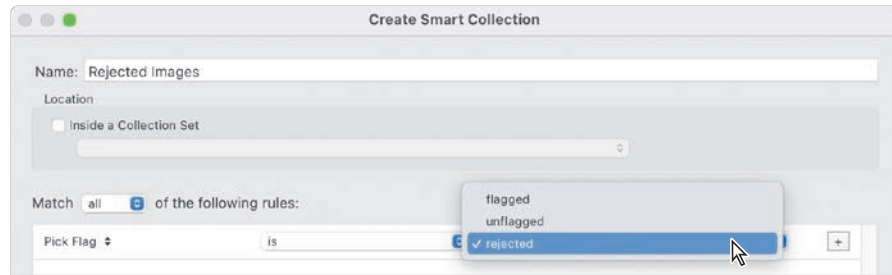 Create Smart Collection
Name: Rejected Images
Location
Inside a Collection Set
Match all of the following rules:
flagged
unflagged
Pick Flag is ✓ rejected +